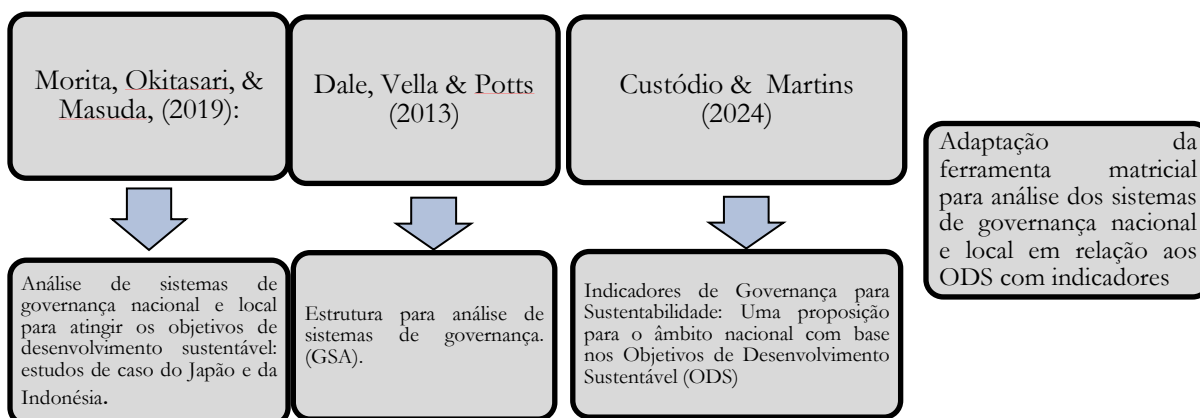 Morita, Okitasari, &
Masuda, (2019):
Dale, Vella & Potts
(2013)
Custódio & Martins
(2024)
Adaptação da
ferramenta matricial
para análise dos sistemas
de governança nacional
e local em relação aos
ODS com indicadores
Análise de sistemas de
governança nacional e local
para atingir os objetivos de
desenvolvimento sustentável:
estudos de caso do Japão e da
Indonésia.
Estrutura para análise de
sistemas de governança.
(GSA).
Indicadores de Governança para
Sustentabilidade: Uma proposição
para o âmbito nacional com base
nos Objetivos de Desenvolvimento
Sustentável (ODS)